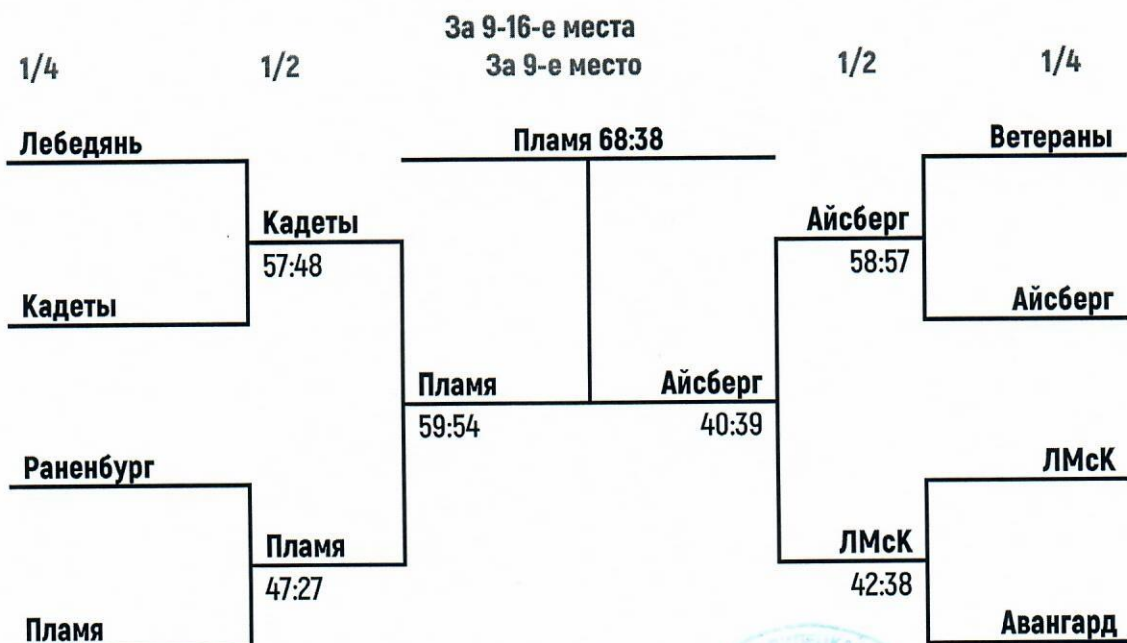 За 9-16-е места
1/4 1/2 За 9-е место 1/2 1/4
Лебедянь Пламя 68:38 Ветераны
Кадеты Айсберг
57:48 58:57
Кадеты Айсберг
Пламя Айсберг
59:54 40:39
Раненбург ЛМсК
Пламя ЛМсК
47:27 42:38
Пламя Авангард